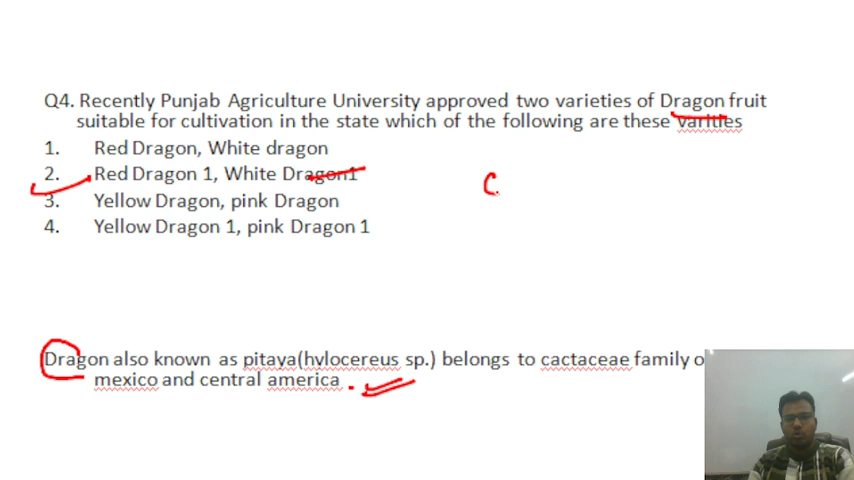 Q4. Recently Punjab Agriculture University approved two varieties of Dragon fruit
suitable for cultivation in the state which of the following are these varities
1. Red Dragon, White dragon
2. Red Dragon 1, White Dragon1
3. Yellow Dragon, pink Dragon
4. Yellow Dragon 1, pink Dragon 1
C
Dragon also known as pitaya(hylocereus sp.) belongs to cactaceae family
mexico and central america .